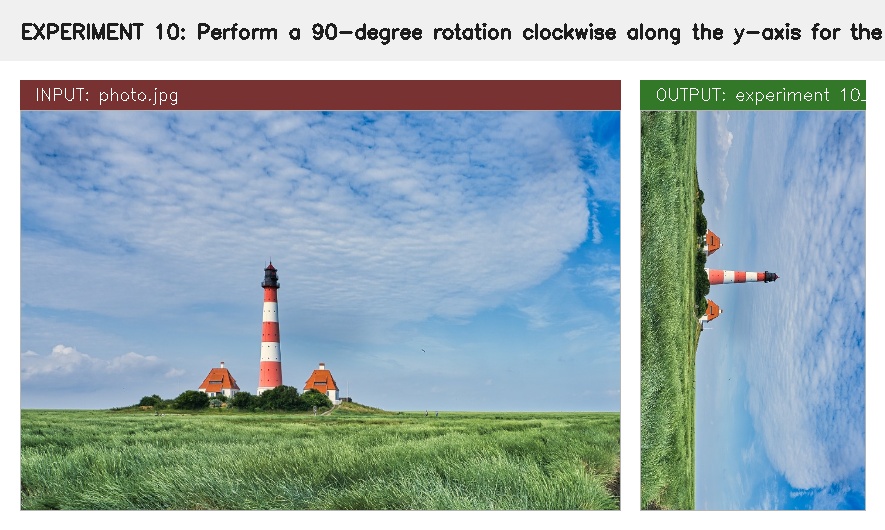 EXPERIMENT 10: Perform a 90-degree rotation clockwise along the y-axis for the
INPUT: photo.jpg
OUTPUT: experiment 10_